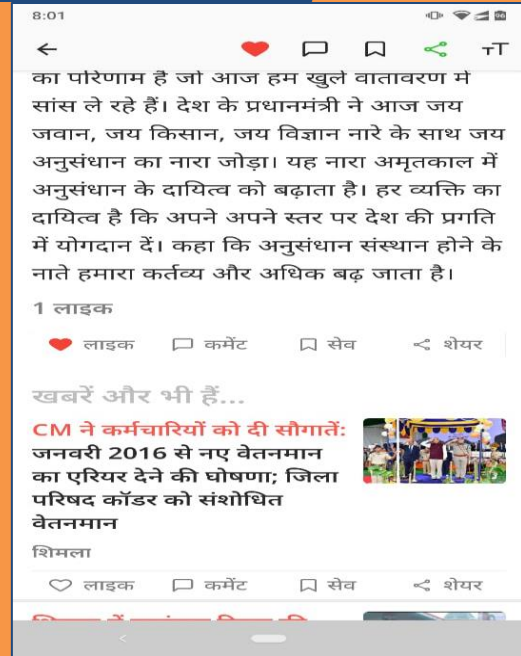 8:01
96
TT
का परिणाम है जो आज हम खुले वातावरण में
सांस ले रहे हैं। देश के प्रधानमंत्री ने आज जय
जवान, जय किसान, जय विज्ञान नारे के साथ जय
अनुसंधान का नारा जोड़ा। यह नारा अमृतकाल में
अनुसंधान के दायित्व को बढ़ाता है। हर व्यक्ति का
दायित्व है कि अपने अपने स्तर पर देश की प्रगति
में योगदान दें। कहा कि अनुसंधान संस्थान होने के
नाते हमारा कर्तव्य और अधिक बढ़ जाता है।
1 लाइक
लाइक कमेंट सेव शेयर
खबरें और भी हैं...
CM ने कर्मचारियों को दी सौगातें:
जनवरी 2016 से नए वेतनमान
का एरियर देने की घोषणा; जिला
परिषद कॉडर को संशोधित
वेतनमान
शिमला
लाइक कमेंट सेव शेयर